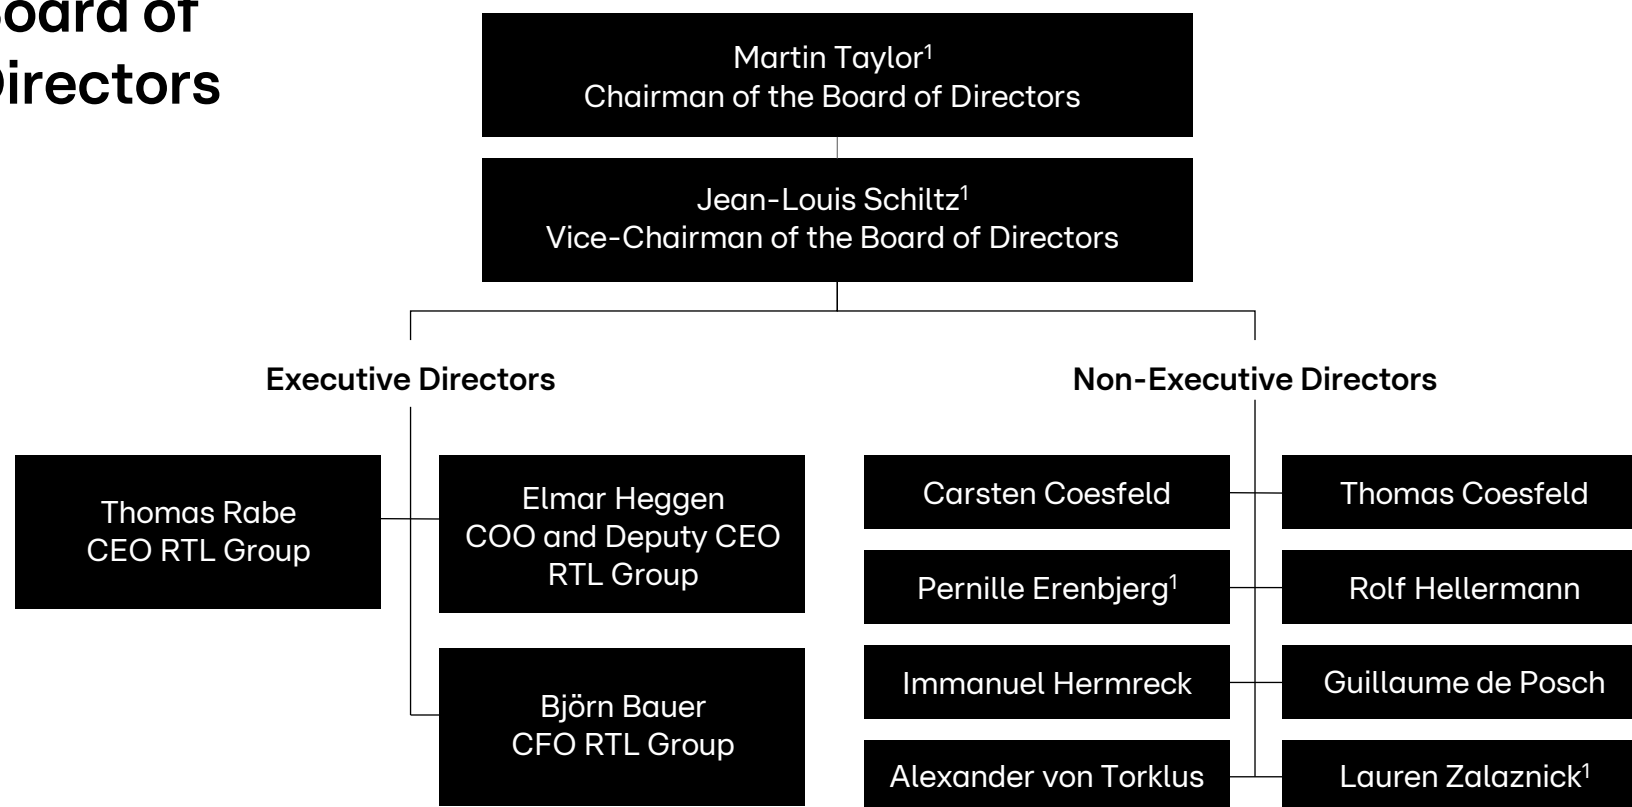 Board of
Directors
Martin Taylor¹
Chairman of the Board of Directors
Jean-Louis Schiltz¹
Vice-Chairman of the Board of Directors
Executive Directors
Non-Executive Directors
Thomas Rabe
CEO RTL Group
Elmar Heggen
COO and Deputy CEO
RTL Group
Björn Bauer
CFO RTL Group
Carsten Coesfeld
Thomas Coesfeld
Pernille Erenbjerg¹
Rolf Hellermann
Immanuel Hermreck
Guillaume de Posch
Alexander von Torklus
Lauren Zalaznick¹